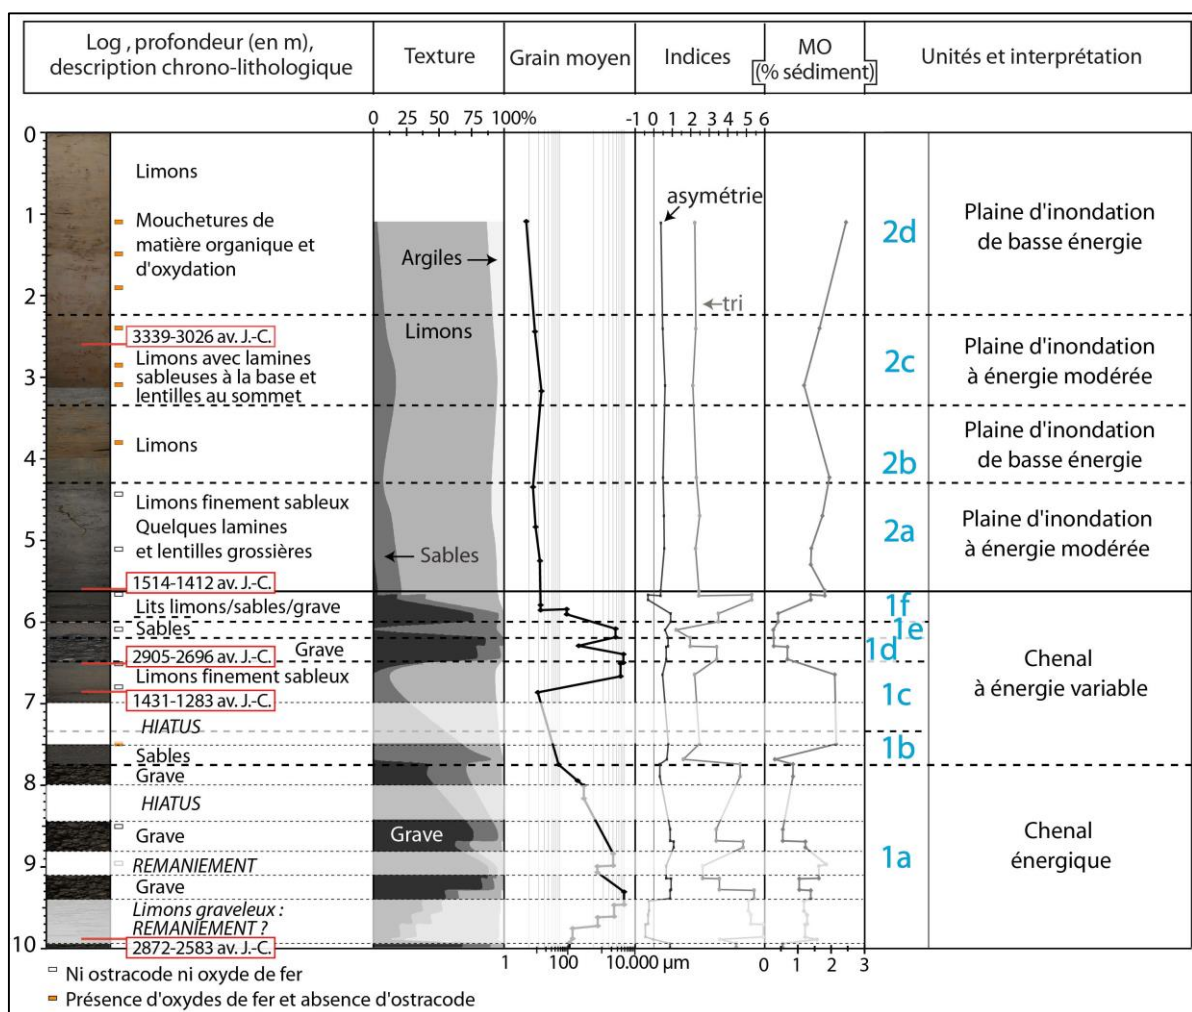 Log , profondeur (en m),
description chrono-lithologique
Texture
Grain moyen
Indices
MO
(% sédiment)
Unités et interprétation
0 25 50 75 100%
-1 0 1 2 3 4 5 6
0
1
2
3
4
5
6
7
8
9
10
Limons
Mouchetures de
matière organique et
d'oxydation
3339-3026 av. J.-C.
Limons avec lamines
sableuses à la base et
lentilles au sommet
Limons
Limons finement sableux
Quelques lamines
et lentilles grossières
1514-1412 av. J.-C.
Lits limons/sables/grave
Sables
Grave
2905-2696 av. J.-C.
Limons finement sableux
1431-1283 av. J.-C.
HIATUS
Sables
Grave
HIATUS
Grave
REMANIEMENT
Grave
Limons graveleux :
REMANIEMENT ?
2872-2583 av. J.-C.
Argiles
Limons
Sables
Grave
asymétrie
tri
2d
2c
2b
2a
1f
1e
1d
1c
1b
1a
Plaine d'inondation
de basse énergie
Plaine d'inondation
à énergie modérée
Plaine d'inondation
de basse énergie
Plaine d'inondation
à énergie modérée
Chenal
à énergie variable
Chenal
énergique
1 100 10.000 µm
0 1 2 3
Ni ostracode ni oxyde de fer
Présence d'oxydes de fer et absence d'ostracode